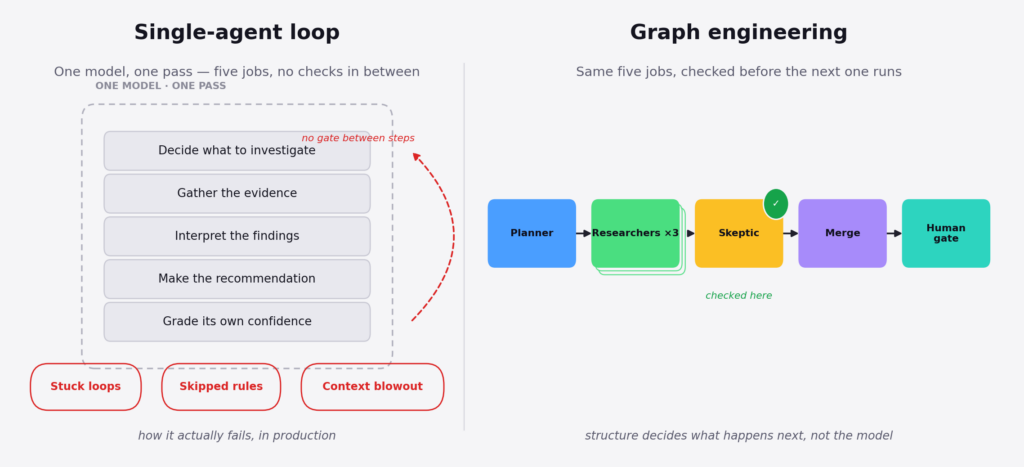 Single-agent loop
One model, one pass — five jobs, no checks in between
ONE MODEL · ONE PASS
no gate between steps
Decide what to investigate
Gather the evidence
Interpret the findings
Make the recommendation
Grade its own confidence
Stuck loops
Skipped rules
Context blowout
how it actually fails, in production
Graph engineering
Same five jobs, checked before the next one runs
Planner
Researchers ×3
Skeptic
✓
Merge
Human
gate
checked here
structure decides what happens next, not the model